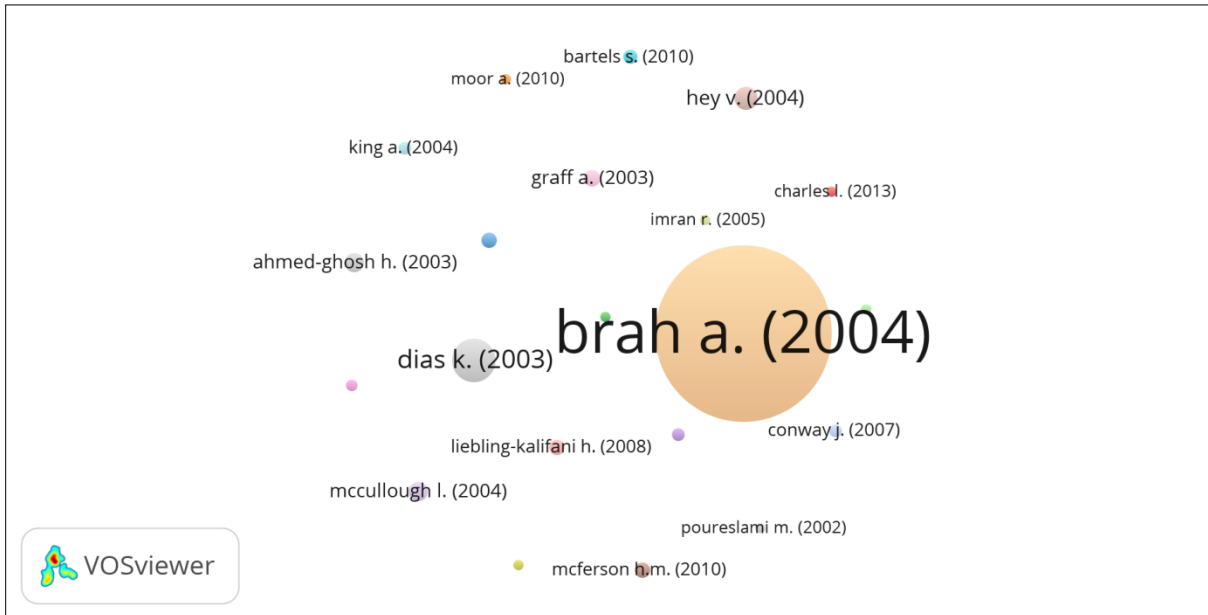 bartels s. (2010)
moor a. (2010)
hey v. (2004)
king a. (2004)
graff a. (2003)
charles l. (2013)
imran r. (2005)
ahmed-ghosh h. (2003)
brah a. (2004)
dias k. (2003)
conway j. (2007)
liebling-kalifani h. (2008)
mccullough l. (2004)
poureslami m. (2002)
mcferson h.m. (2010)
VOSviewer